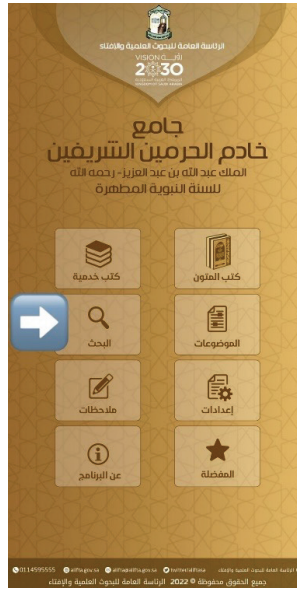 الرئاسة العامة للبحوث العلمية والإفتاء
VISION رؤيــة
2030
جامع
خادم الحرمين الشريفين
الملك عبد الله بن عبد العزيز- رحمه الله
للسنة النبوية المطهرة
كتب المتون
كتب خدمية
الموضوعات
البحث
إعدادات
ملاحظات
المفضلة
عن البرنامج
0114595555
جميع الحقوق محفوظة © 2022 الرئاسة العامة للبحوث العلمية والإفتاء